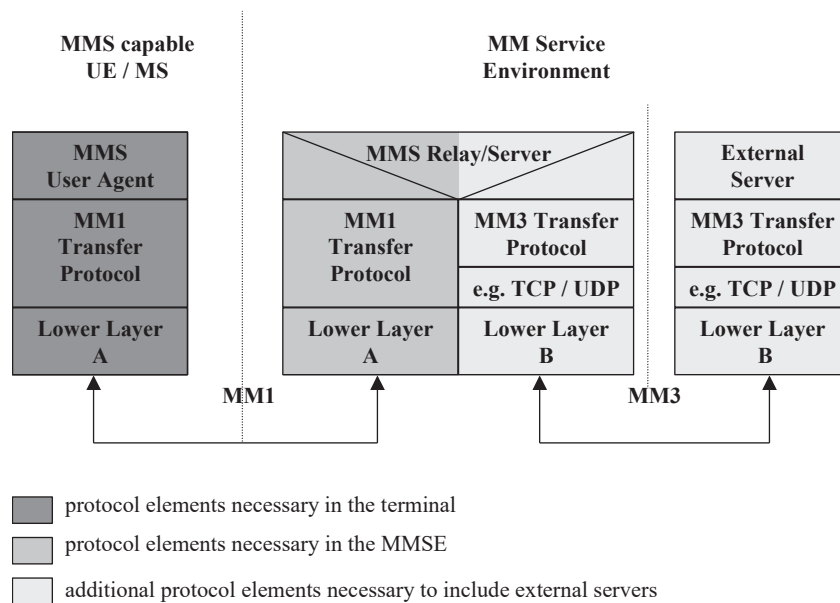 MMS capable
UE / MS
MM Service
Environment
MMS
User Agent
MM1
Transfer
Protocol
Lower Layer
A
MMS Relay/Server
MM1
Transfer
Protocol
Lower Layer
A
MM3 Transfer
Protocol
e.g. TCP / UDP
Lower Layer
B
External
Server
MM3 Transfer
Protocol
e.g. TCP / UDP
Lower Layer
B
MM1
MM3
protocol elements necessary in the terminal
protocol elements necessary in the MMSE
additional protocol elements necessary to include external servers